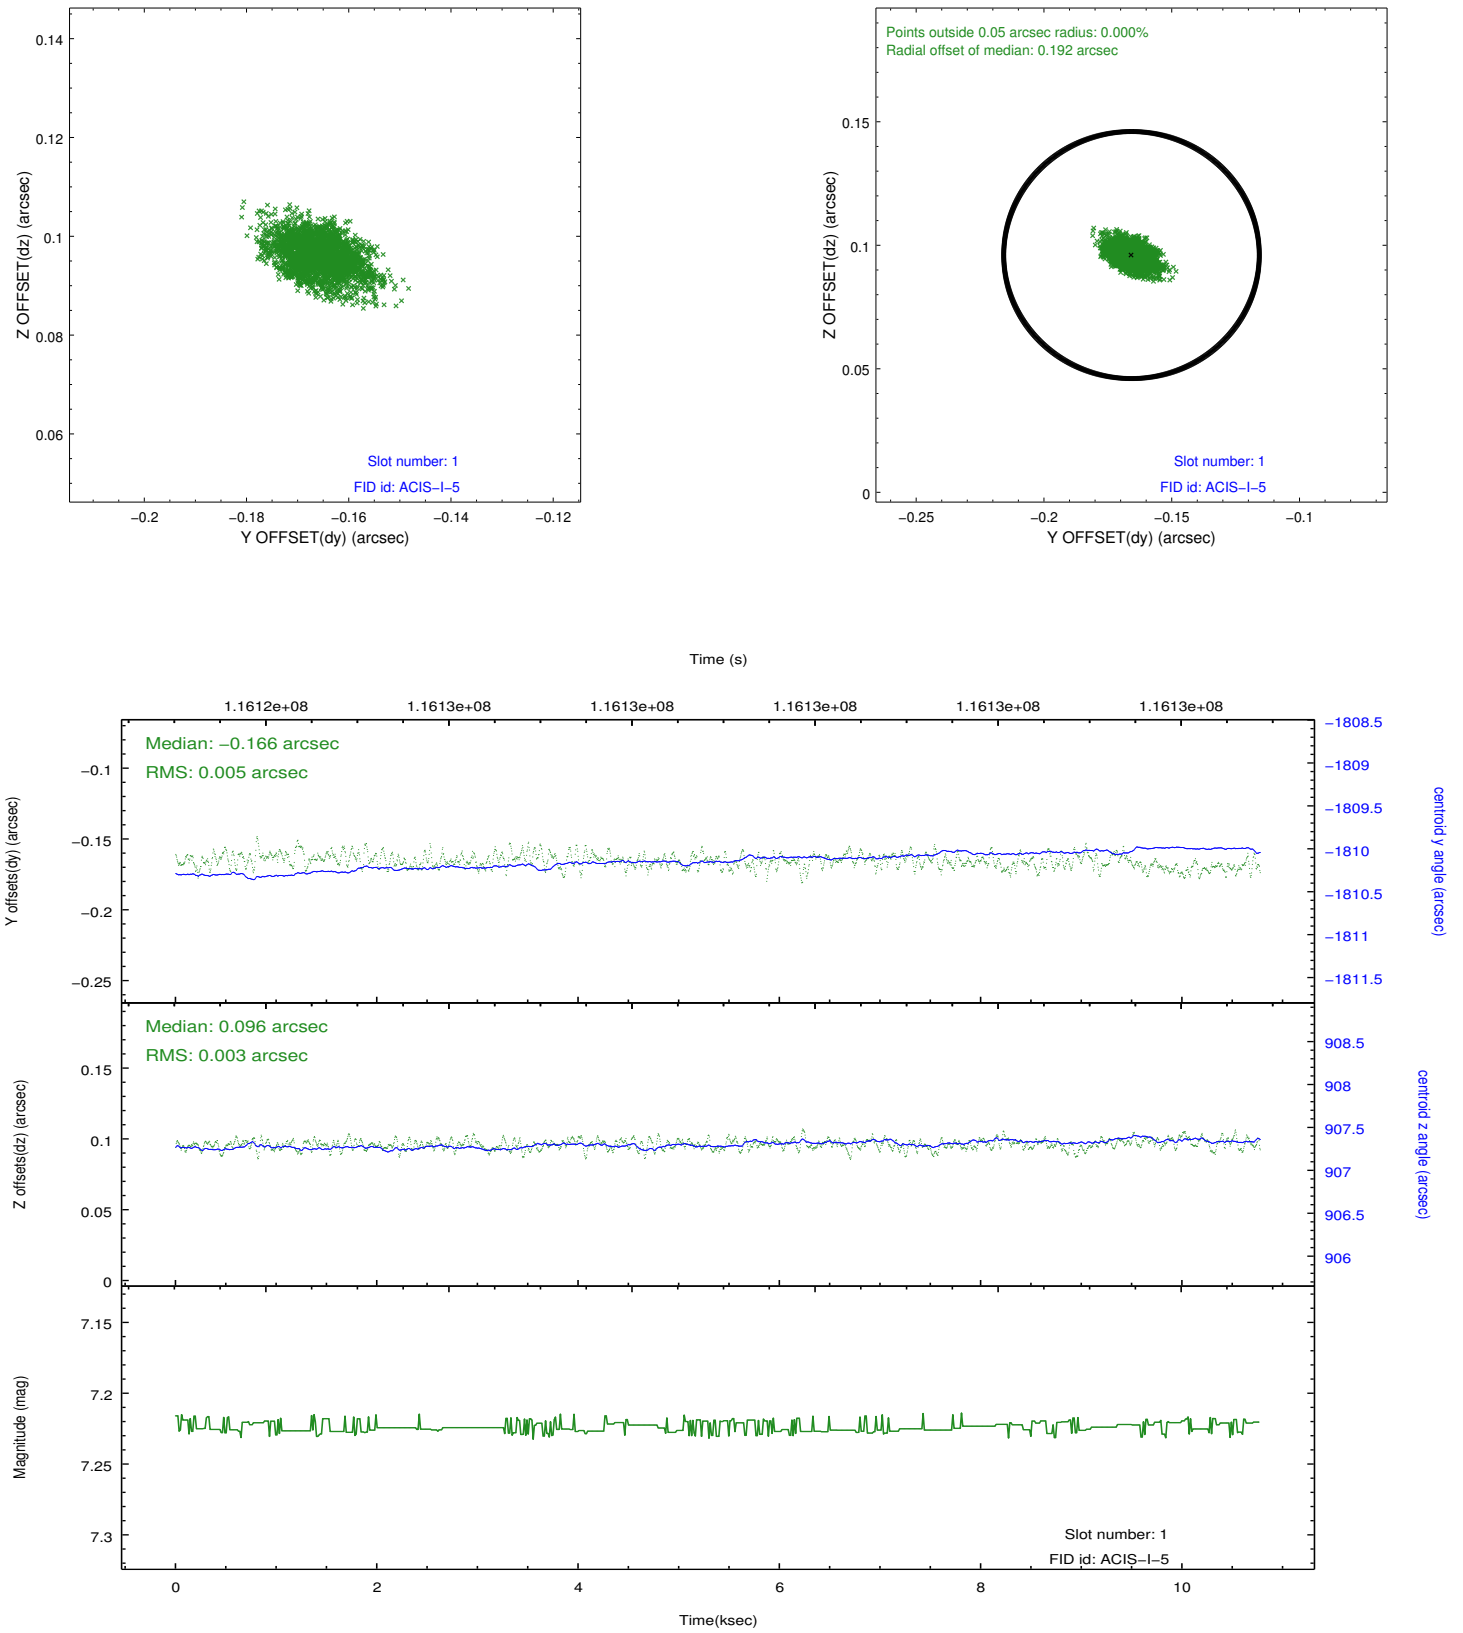 0.14
0.12
0.1
0.08
0.06
Z OFFSET(dz) (arcsec)
Slot number: 1
FID id: ACIS−I−5
−0.2 −0.18 −0.16 −0.14 −0.12
Y OFFSET(dy) (arcsec)
Points outside 0.05 arcsec radius: 0.000%
Radial offset of median: 0.192 arcsec
0.15
0.1
0.05
0
Z OFFSET(dz) (arcsec)
Slot number: 1
FID id: ACIS−I−5
−0.25 −0.2 −0.15 −0.1
Y OFFSET(dy) (arcsec)
Time (s)
1.1612e+08 1.1613e+08 1.1613e+08 1.1613e+08 1.1613e+08 1.1613e+08
Median: −0.166 arcsec
RMS: 0.005 arcsec
−0.1
−0.15
−0.2
−0.25
Y offsets(dy) (arcsec)
−1808.5
−1809
−1809.5
−1810
−1810.5
−1811
−1811.5
centroid y angle (arcsec)
Median: 0.096 arcsec
RMS: 0.003 arcsec
0.15
0.1
0.05
0
Z offsets(dz) (arcsec)
908.5
908
907.5
907
906.5
906
centroid z angle (arcsec)
7.15
7.2
7.25
7.3
Magnitude (mag)
Slot number: 1
FID id: ACIS−I−5
0 2 4 6 8 10
Time(ksec)